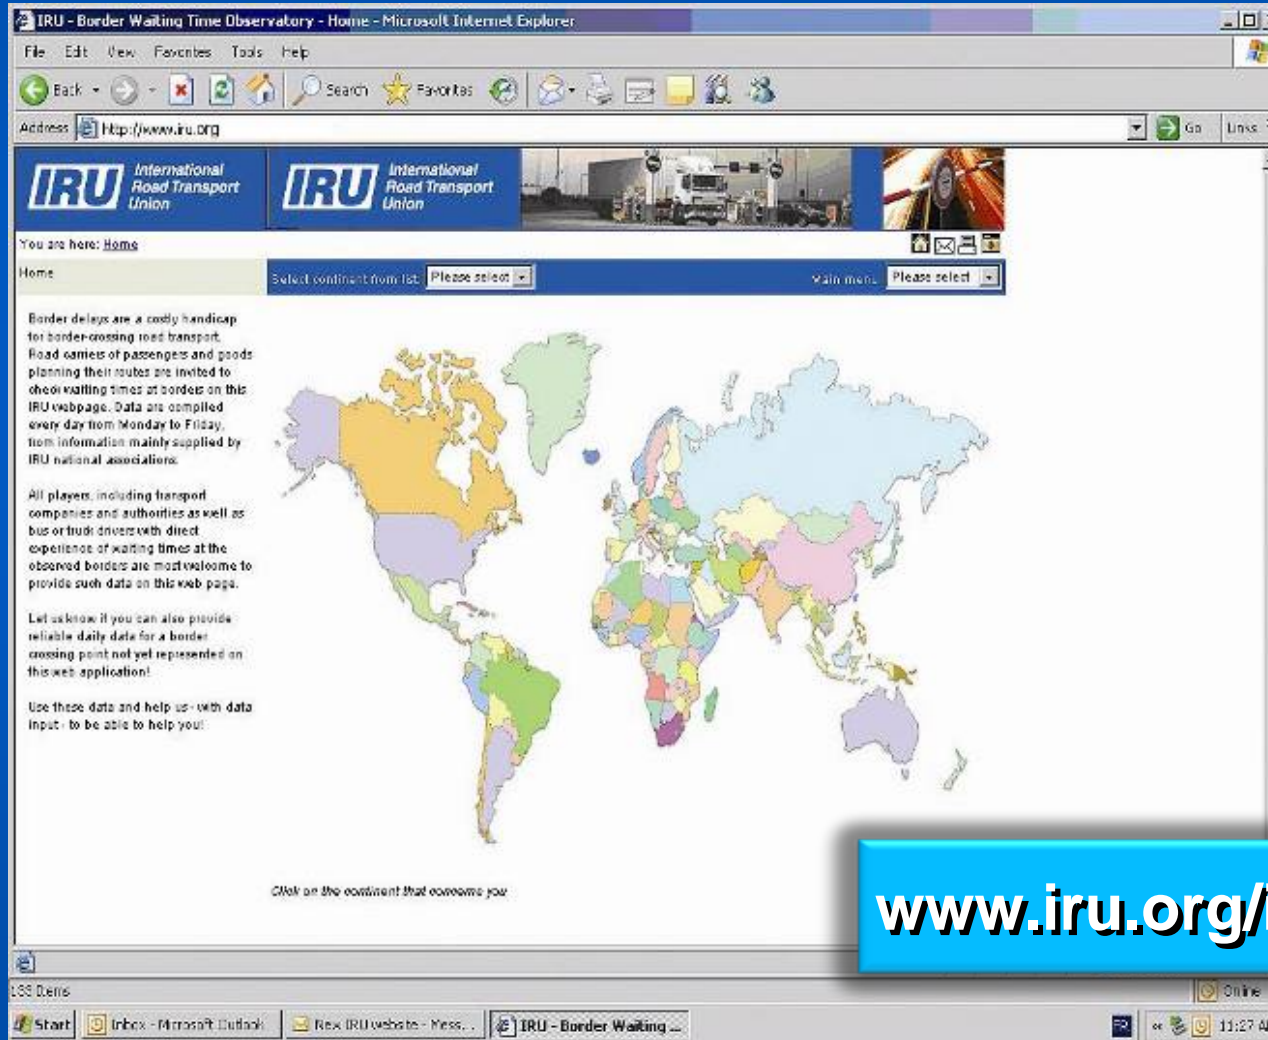 IRU - Border Waiting Time Observatory - Home - Microsoft Internet Explorer
File Edit View Favorites Tools Help
Back Search Favorites
Address http://www.iru.org Go Links
IRU International Road Transport Union
IRU International Road Transport Union
You are here: Home
Home
Select continent from list: Please select
Main menu: Please select
Border delays are a costly handicap
for border-crossing road transport.
Road carriers of passengers and goods
planning their routes are invited to
check waiting times at borders on this
IRU webpage. Data are compiled
every day from Monday to Friday,
from information mainly supplied by
IRU national associations.
All players, including transport
companies and authorities as well as
bus or truck drivers with direct
experience of waiting times at the
observed borders are most welcome to
provide such data on this web page.
Let us know if you can also provide
reliable daily data for a border
crossing point not yet represented on
this web application!
Use these data and help us - with data
input - to be able to help you!
Click on the continent that concerns you
www.iru.org/i
133 Items
Online
Start Inbox - Microsoft Outlook New IRU website - Mess... IRU - Border Waiting ... FR « 11:27 A